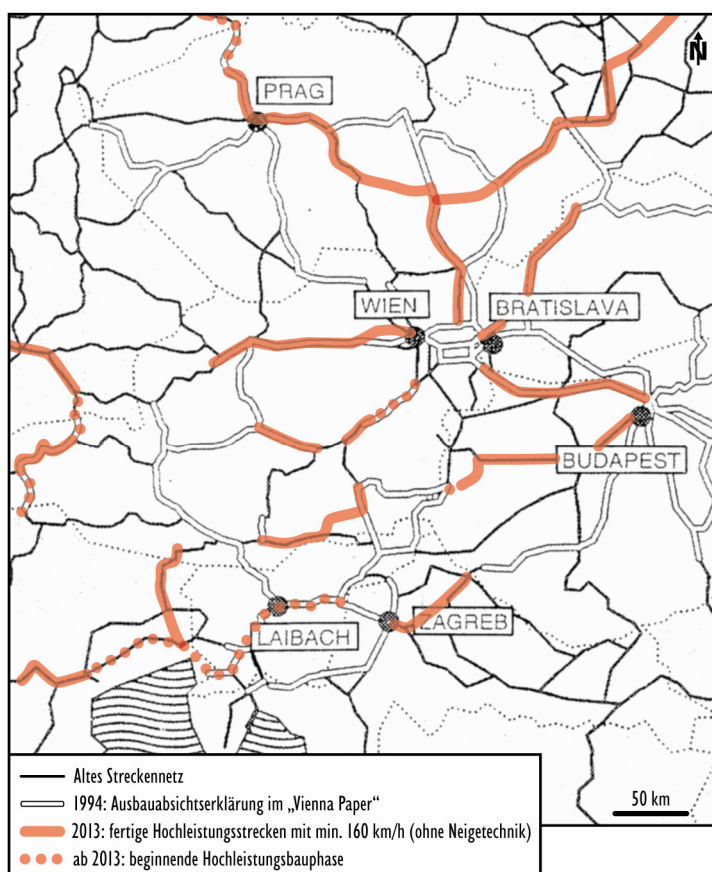 N
PRAG
WIEN
BRATISLAVA
BUDAPEST
LAIBACH
ZAGREB
Altes Streckennetz
1994: Ausbauabsichtserklärung im „Vienna Paper“
2013: fertige Hochleistungsstrecken mit min. 160 km/h (ohne Neigetechnik)
ab 2013: beginnende Hochleistungsbauphase
50 km